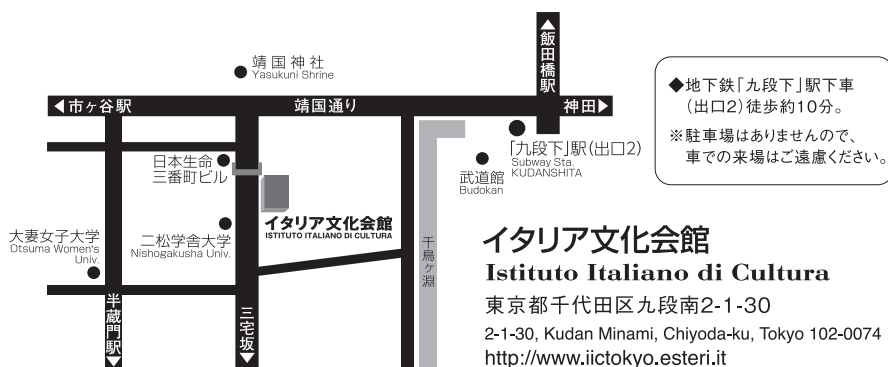 ▲飯田橋駅
靖国神社
Yasukuni Shrine
◀市ヶ谷駅
靖国通り
神田▶
「九段下」駅(出口2)
Subway Sta.
KUDANSHITA
武道館
Budokan
日本生命
三番町ビル
イタリア文化会館
ISTITUTO ITALIANO DI CULTURA
二松学舎大学
Nishogakusha Univ.
大妻女子大学
Otsuma Women's
Univ.
千鳥ヶ淵
半蔵門駅▼
三宅坂▼
◆地下鉄「九段下」駅下車
(出口2)徒歩約10分。
※駐車場はありませんので、
車での来場はご遠慮ください。
イタリア文化会館
Istituto Italiano di Cultura
東京都千代田区九段南2-1-30
2-1-30, Kudan Minami, Chiyoda-ku, Tokyo 102-0074
http://www.iictokyo.esteri.it